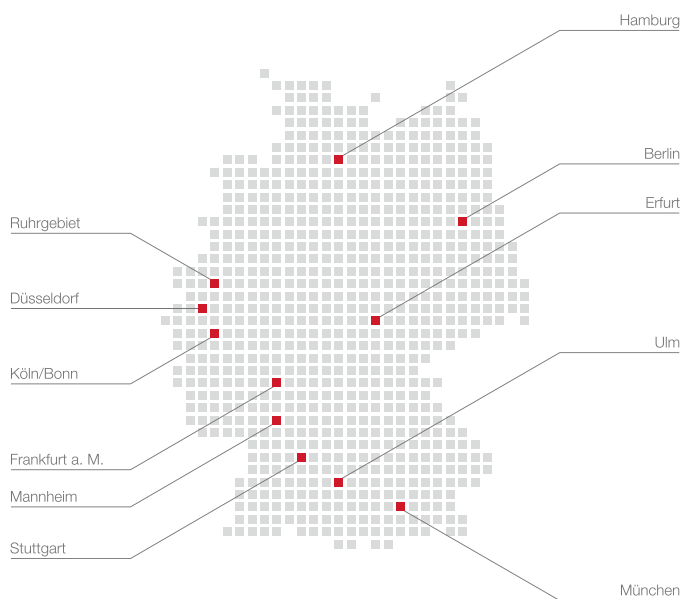 Hamburg
Berlin
Erfurt
Ruhrgebiet
Düsseldorf
Ulm
Köln/Bonn
Frankfurt a. M.
Mannheim
Stuttgart
München